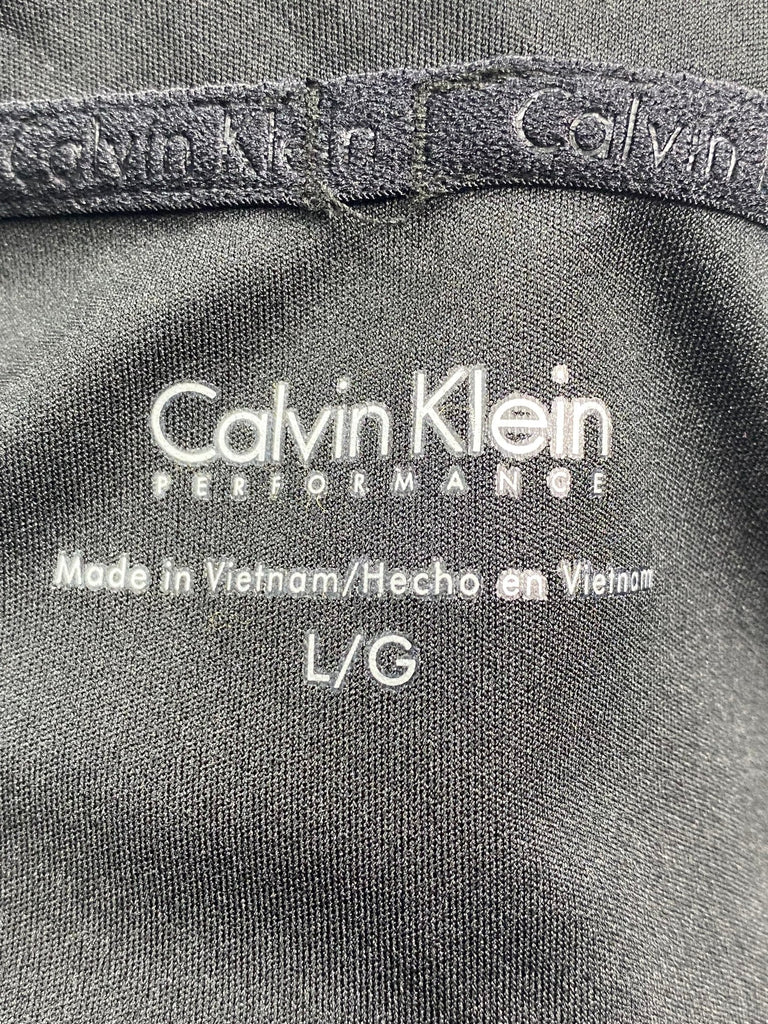 Calvin Klein Calvin
Calvin Klein
PERFORMANCE
Made in Vietnam/Hecho en Vietnam
L/G